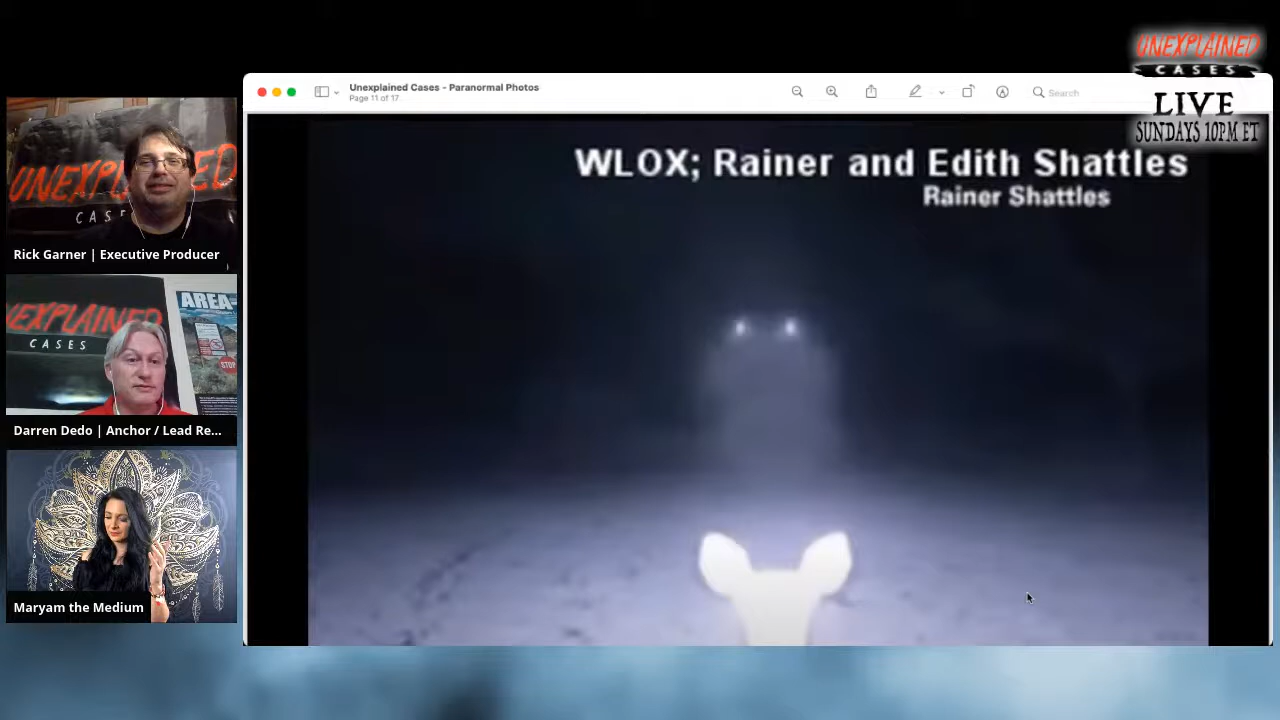 UNEXPLAINED
CASES
LIVE
SUNDAYS 10PM ET
Unexplained Cases - Paranormal Photos
Page 11 of 17
Search
WLOX; Rainer and Edith Shattles
Rainer Shattles
UNEXPLAINED
CASES
Rick Garner | Executive Producer
UNEXPLAINED
CASES
AREA-
STOP
Darren Dedo | Anchor / Lead Re...
Maryam the Medium